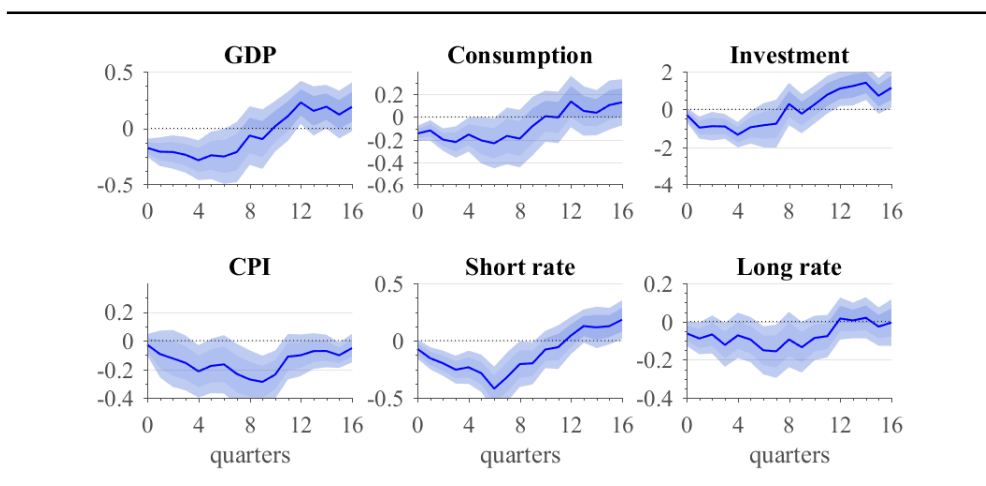 GDP Consumption Investment
0.5 0.2 2
0 0 0
-0.2
-0.4 -2
-0.5 -0.6 -4
0 4 8 12 16 0 4 8 12 16 0 4 8 12 16
CPI Short rate Long rate
0.5 0.2
0.2
0 0 0
-0.2 -0.2
-0.4 -0.5 -0.4
0 4 8 12 16 0 4 8 12 16 0 4 8 12 16
quarters quarters quarters